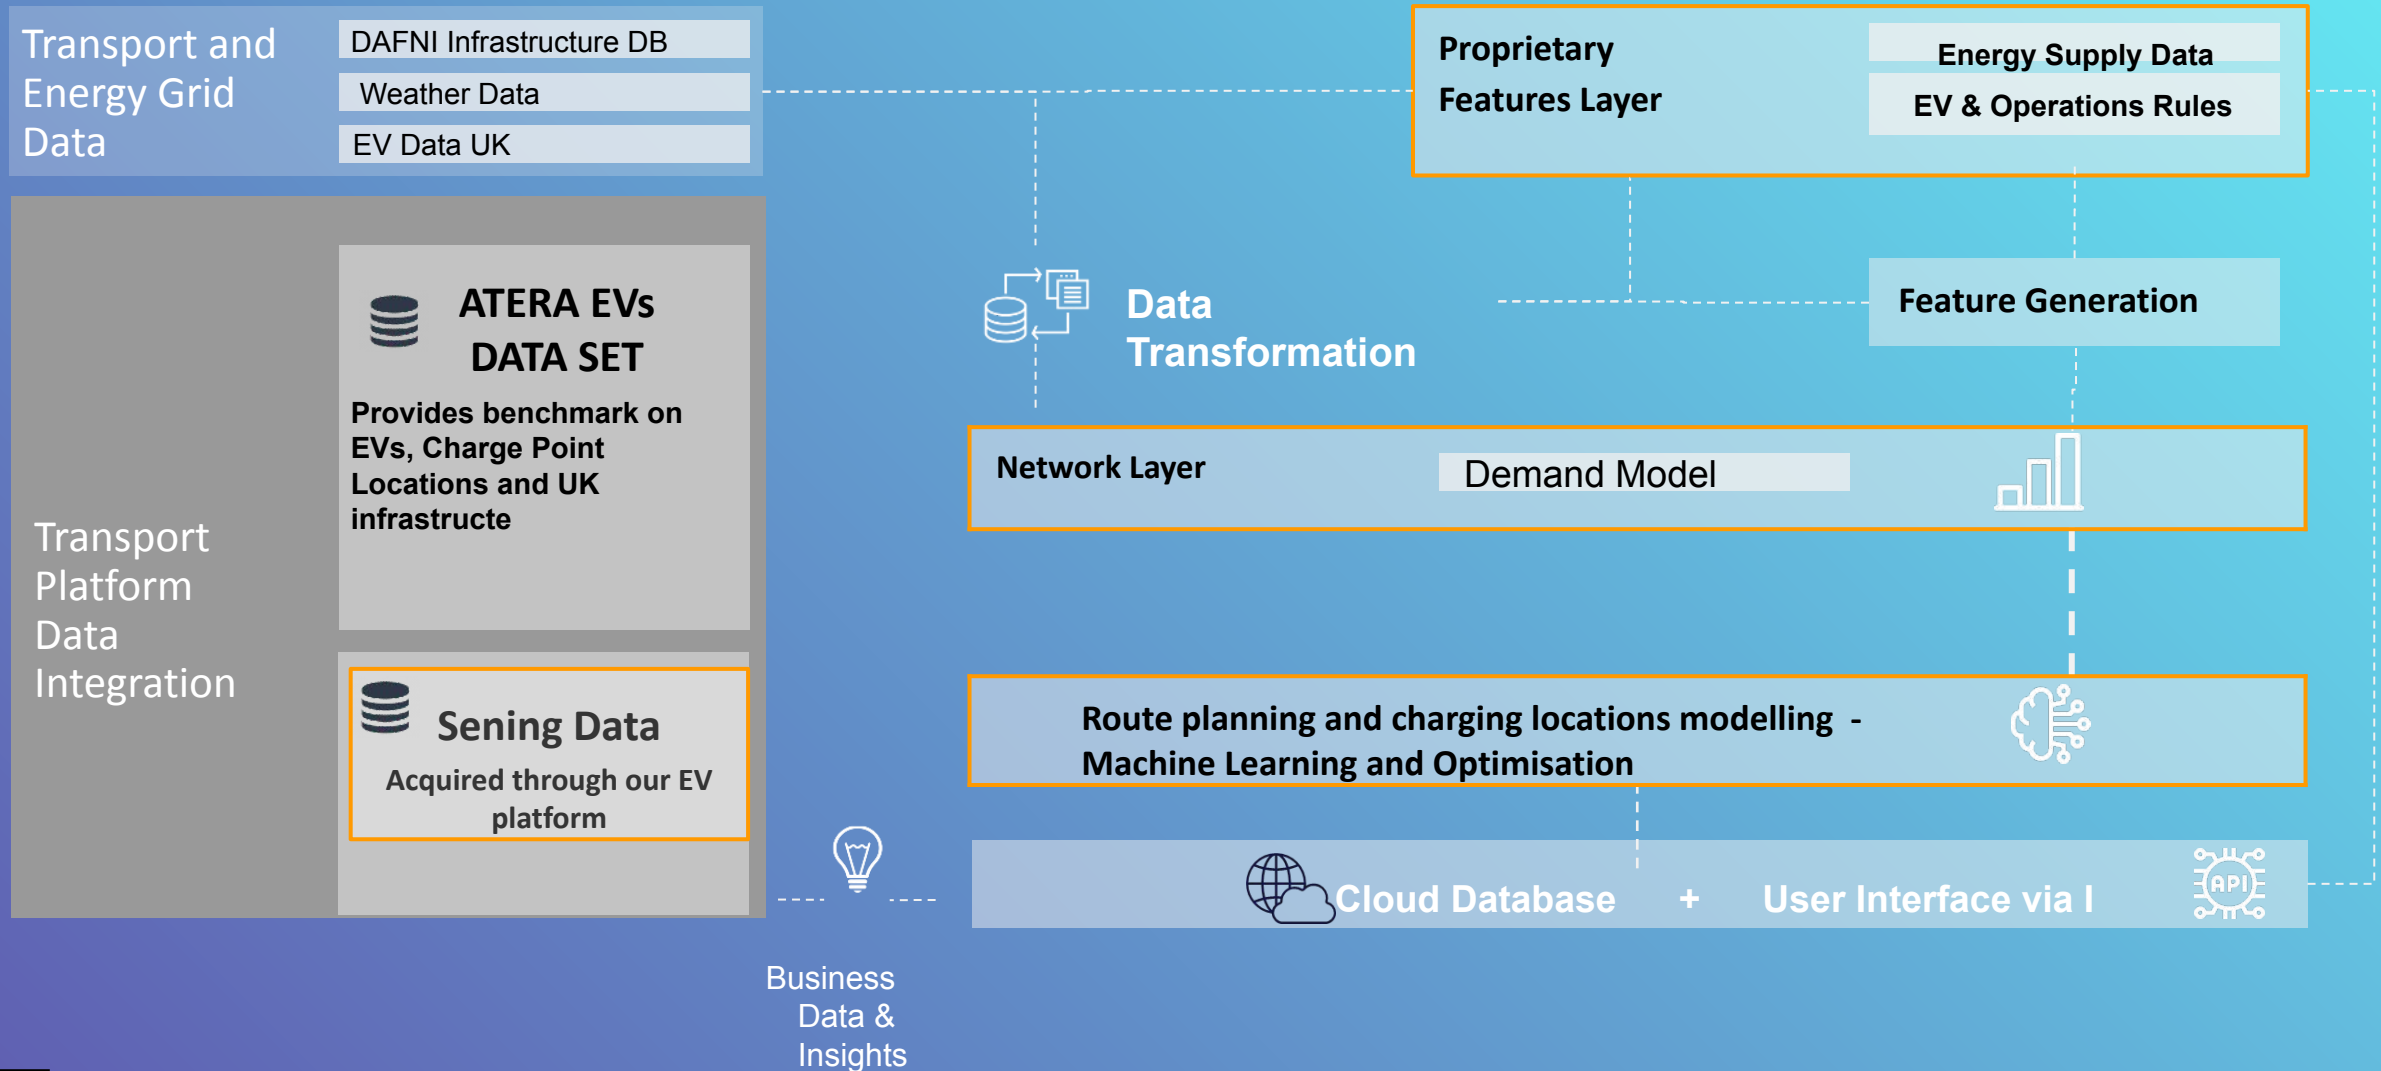 Transport and
Energy Grid
Data
DAFNI Infrastructure DB
Weather Data
EV Data UK
Proprietary
Features Layer
Energy Supply Data
EV & Operations Rules
Transport
Platform
Data
Integration
ATERA EVs
DATA SET
Provides benchmark on
EVs, Charge Point
Locations and UK
infrastructe
Sening Data
Acquired through our EV
platform
Data
Transformation
Feature Generation
Network Layer
Demand Model
Route planning and charging locations modelling -
Machine Learning and Optimisation
Cloud Database + User Interface via I
API
Business
Data &
Insights